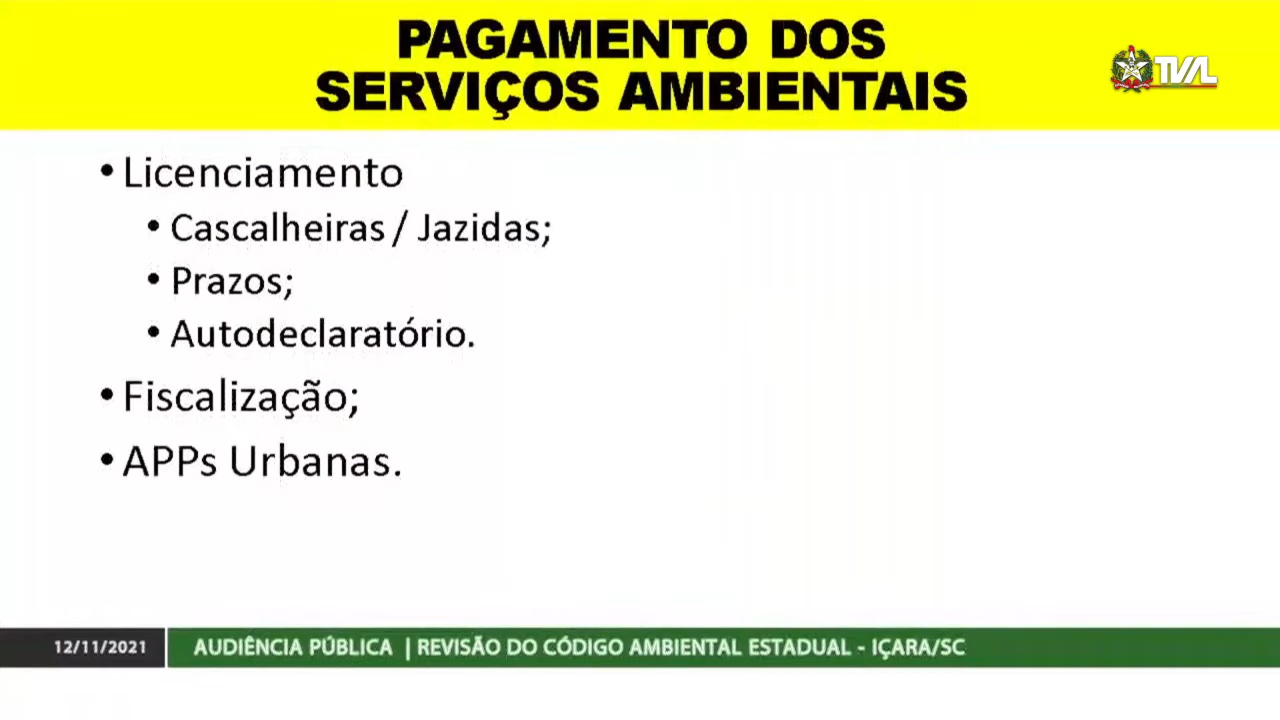 PAGAMENTO DOS
SERVIÇOS AMBIENTAIS
TVAL
• Licenciamento
• Cascalheiras / Jazidas;
• Prazos;
• Autodeclaratório.
• Fiscalização;
• APPs Urbanas.
12/11/2021
AUDIÊNCIA PÚBLICA | REVISÃO DO CÓDIGO AMBIENTAL ESTADUAL - IÇARA/SC